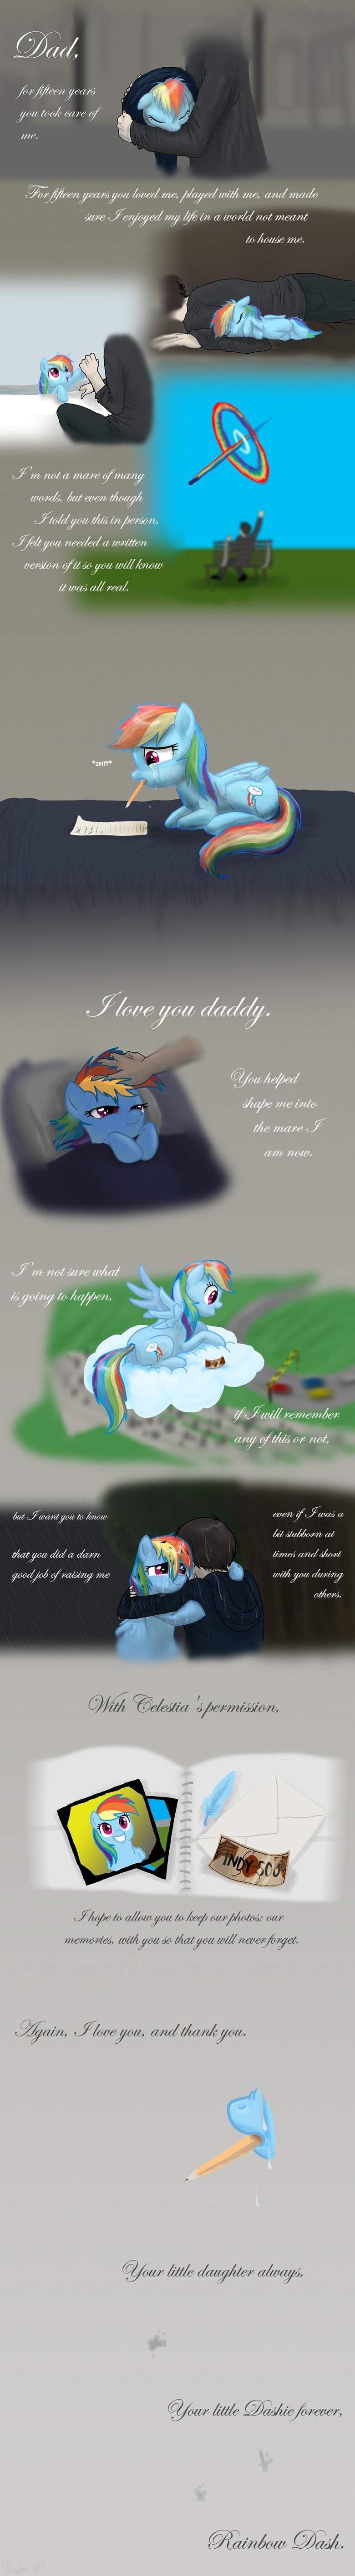 Dad,
for fifteen years
you took care of
me.
For fifteen years you loved me, played with me, and made
sure I enjoyed my life in a world not meant
to house me.
I'm not a mare of many
words, but even though
I told you this in person,
I felt you needed a written
version of it so you will know
it was all real.
*sniff*
I love you daddy.
You helped
shape me into
the mare I
am now.
I'm not sure what
is going to happen,
if I will remember
any of this or not,
but I want you to know
that you did a darn
good job of raising me
even if I was a
bit stubborn at
times and short
with you during
others.
With Celestia's permission,
INDY-500
I hope to allow you to keep our photos: our
memories, with you so that you will never forget.
Again, I love you, and thank you.
Your little daughter always,
Your little Dashie forever,
Rainbow Dash.